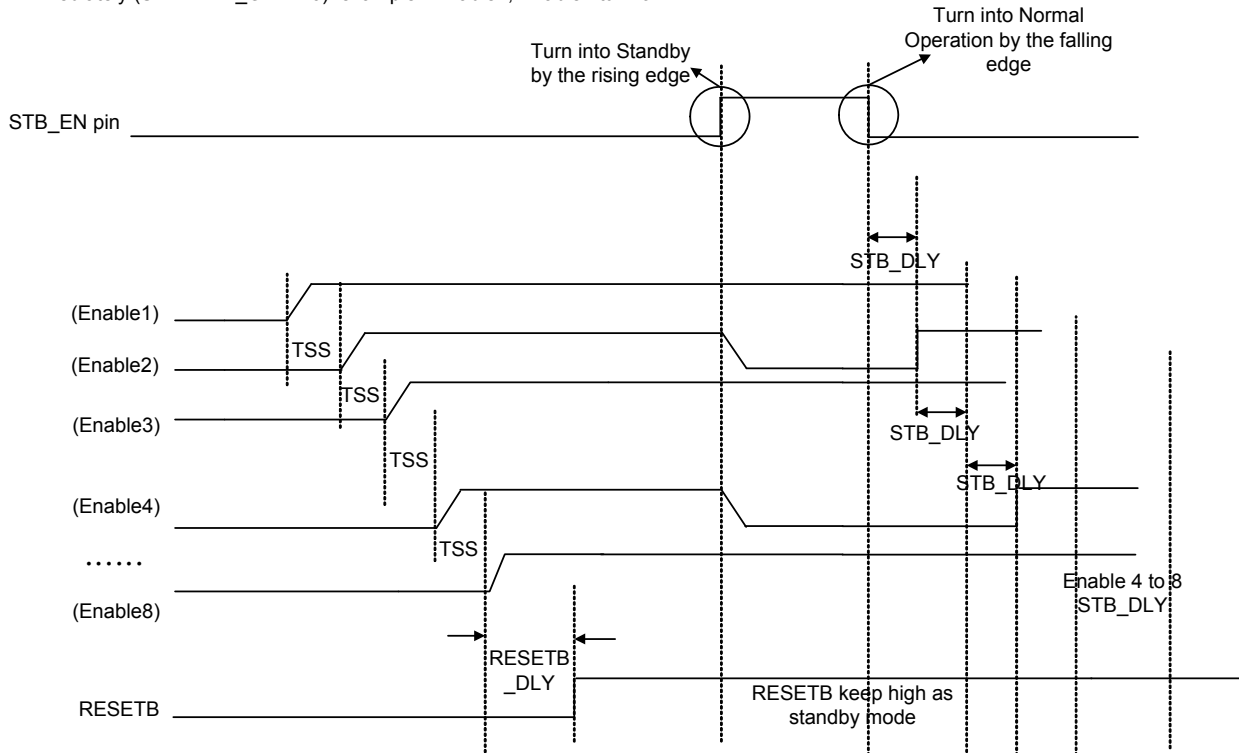 Turn into Normal
Operation by the falling
edge
Turn into Standby
by the rising edge
STB_EN pin
STB_DLY
(Enable1)
TSS
(Enable2)
TSS
(Enable3)
STB_DLY
TSS
STB_DLY
(Enable4)
TSS
......
Enable 4 to 8
STB_DLY
(Enable8)
RESETB
_DLY
RESETB keep high as
standby mode
RESETB